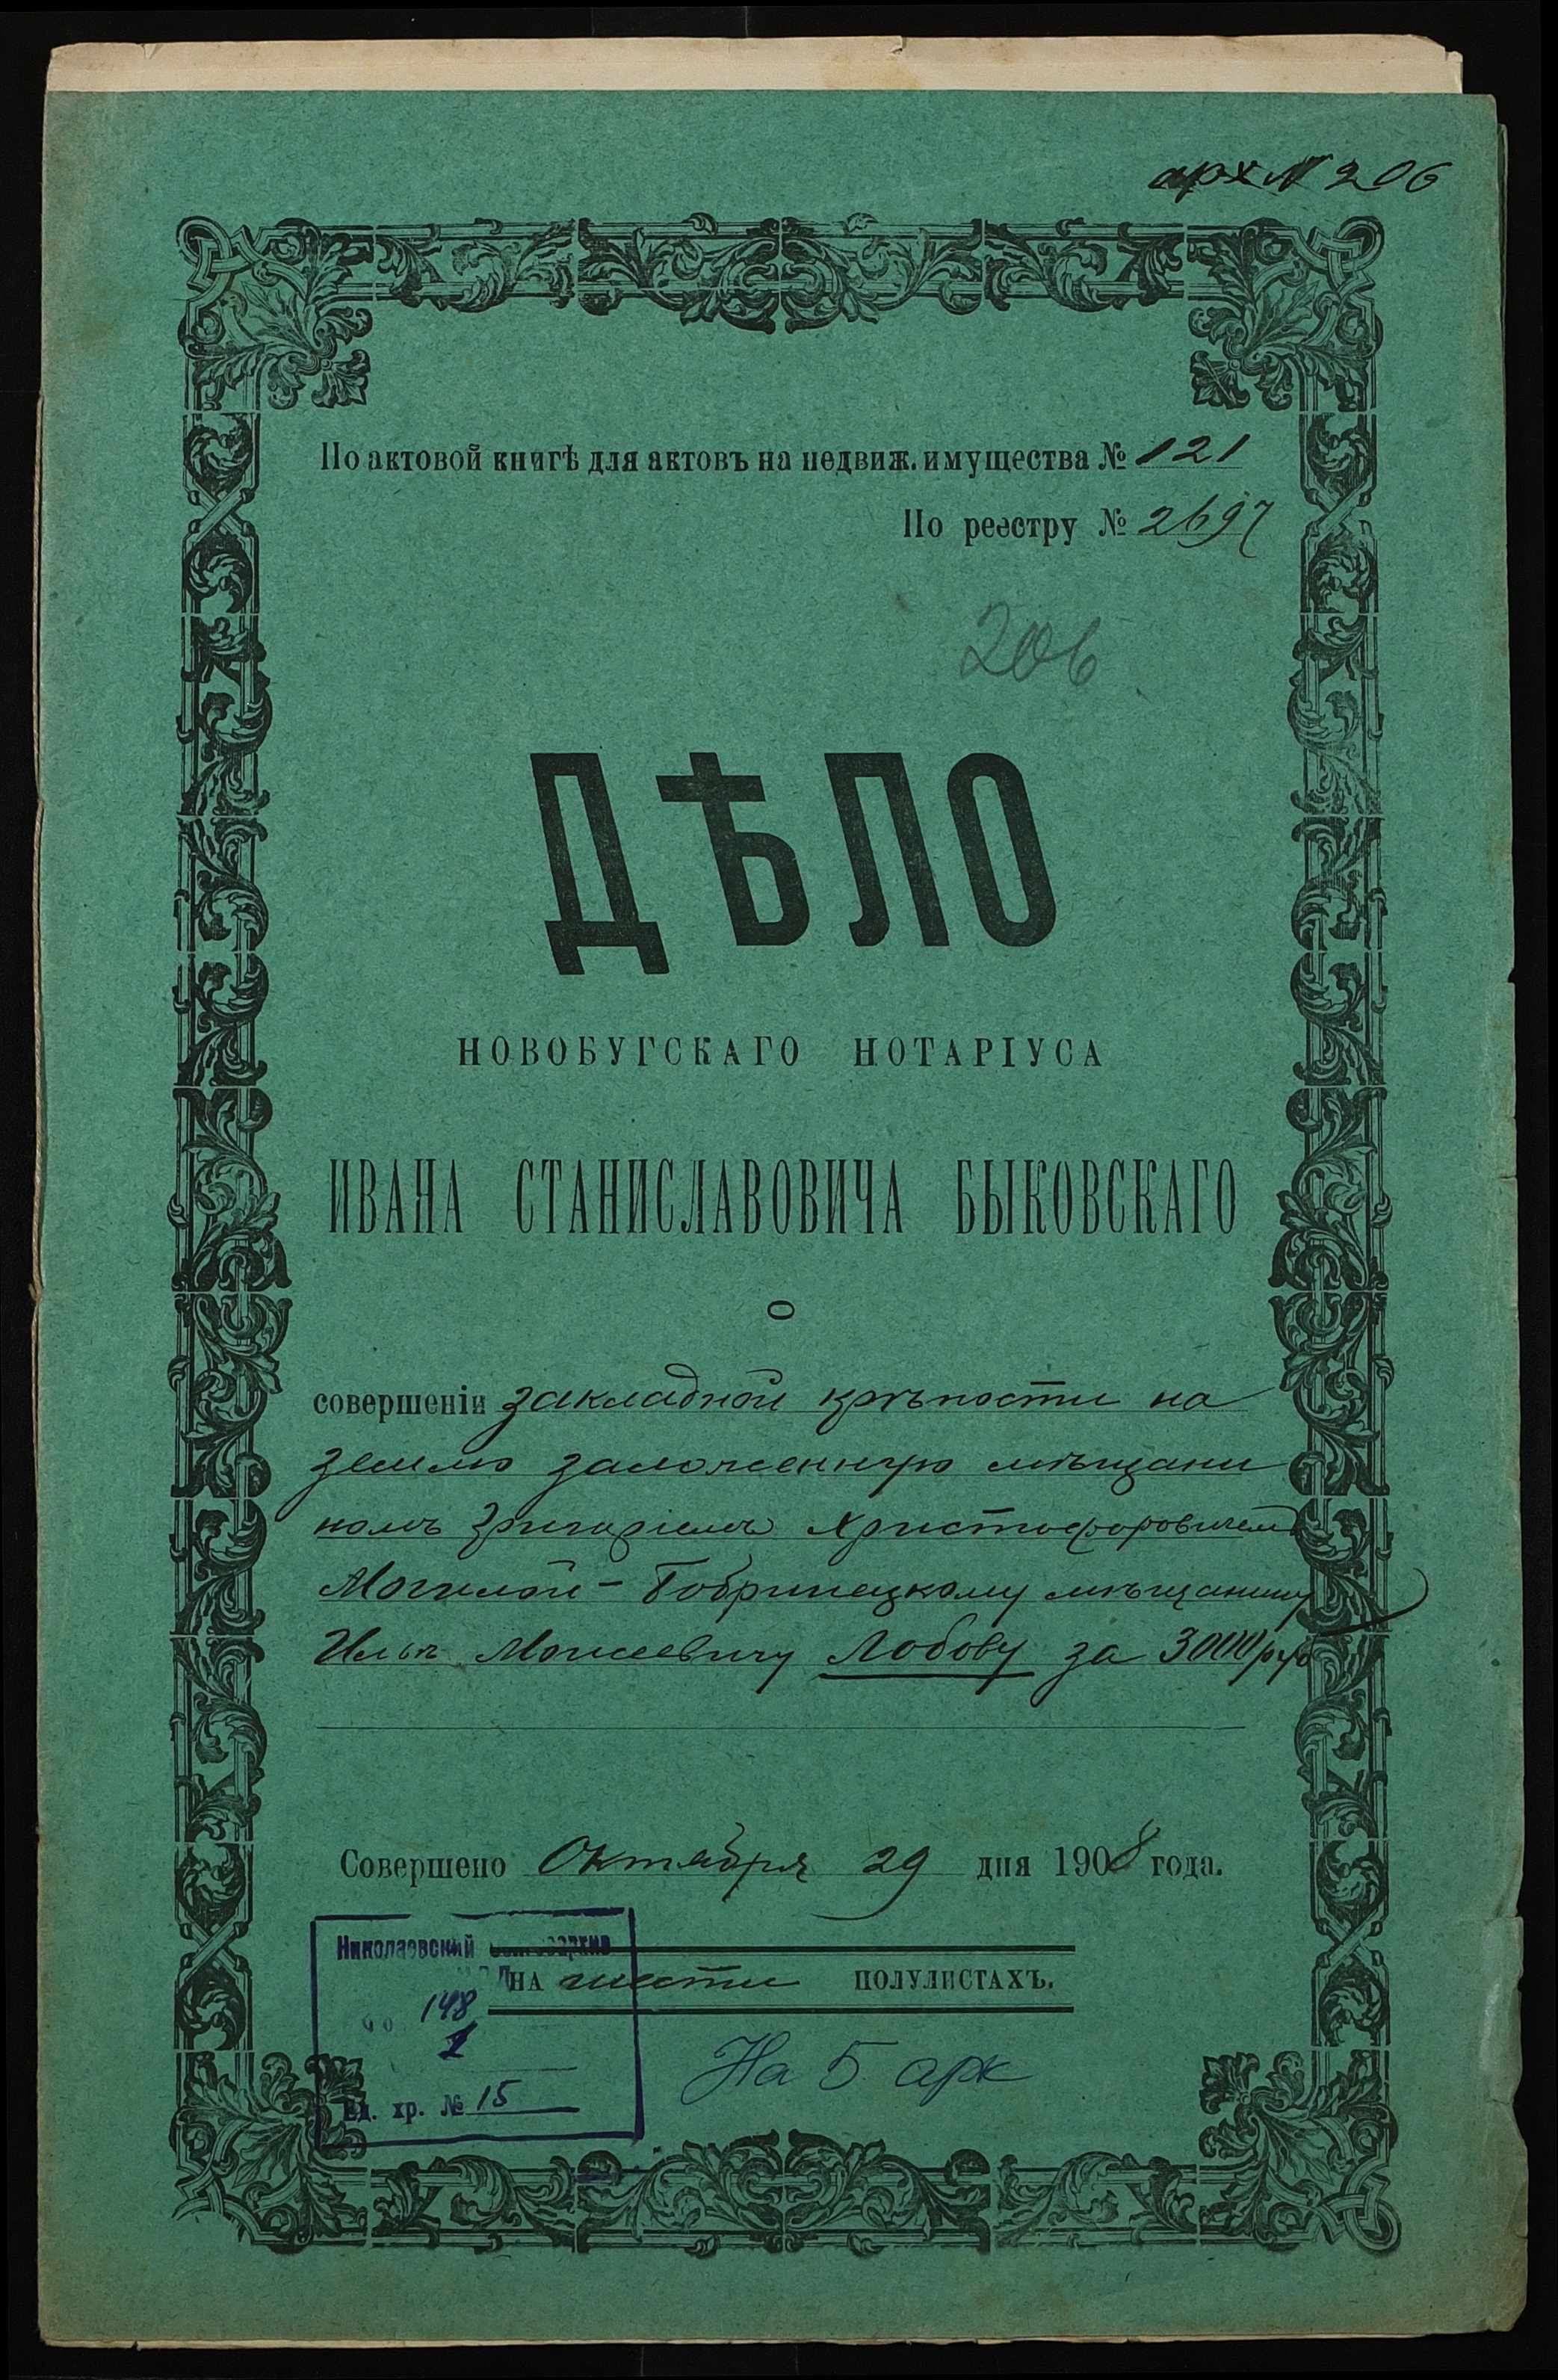 арх № 206
По актовой книгѣ для актовъ на недвиж. имущества № 121
По реестру № 2697
206
ДѢЛО
НОВОБУГСКАГО НОТАРІУСА
ИВАНА СТАНИСЛАВОВИЧА БЫКОВСКАГО
о
совершеніи закладной крѣпости на
землю заложенную мѣщани
номъ Григоріемъ Христофоровичемъ
Могилой - Бобринецкому мѣщанину
Ильѣ Моисеевичу Лобову за 3000 руб
Совершено Октября 29 дня 1908 года.
Николаевский
НА шести ПОЛУЛИСТАХЪ.
148
1
Ед. хр. № 15
На 5 арк